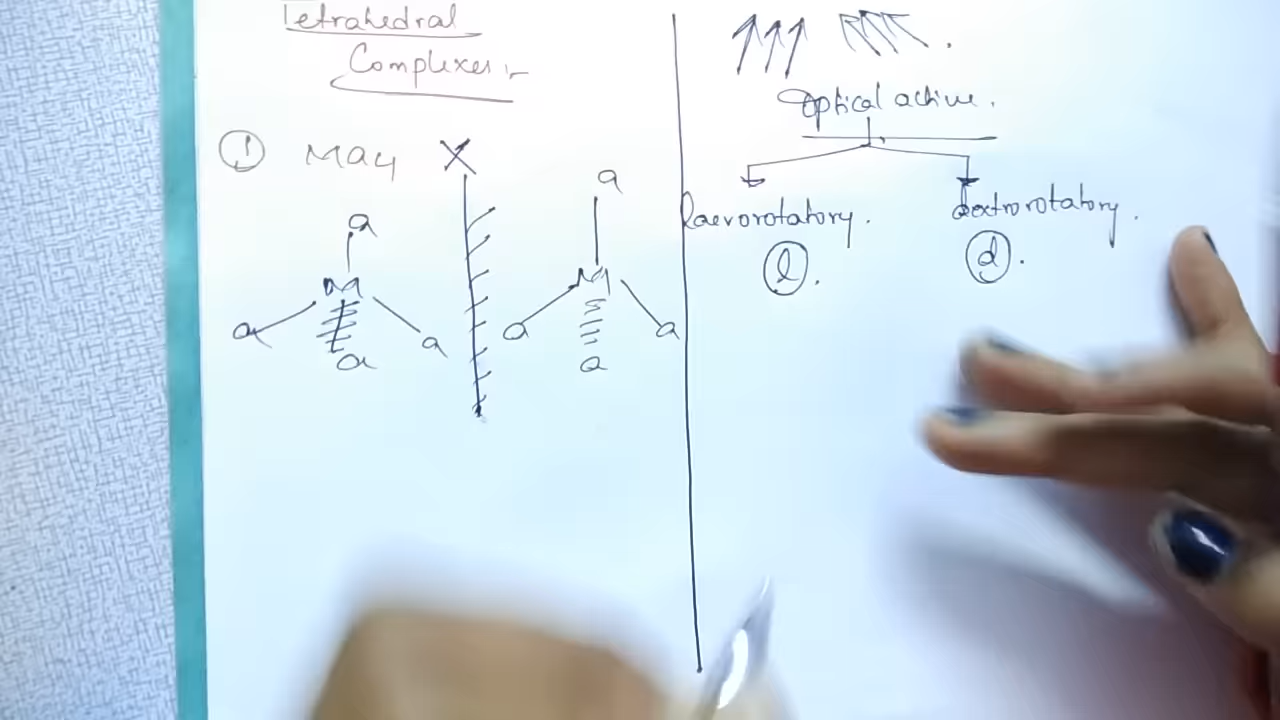 Tetrahedral
Complexes :-
① Ma4 X
a
M
a a
a
a
M
a a
a
Optical active.
laevorotatory. dextrorotatory.
l. d.